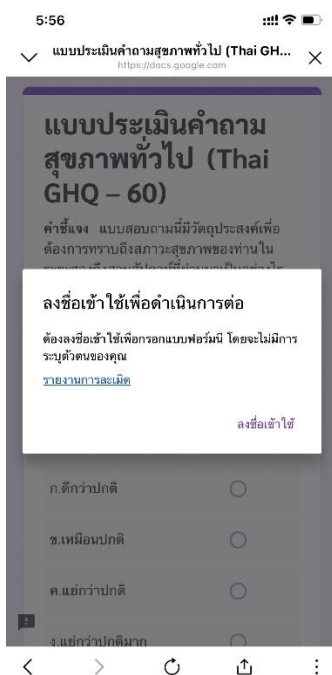 5:56
แบบประเมินคำถามสุขภาพทั่วไป (Thai GH...
https://docs.google.com
แบบประเมินคำถาม
สุขภาพทั่วไป (Thai
GHQ – 60)
คำชี้แจง แบบสอบถามนี้มีวัตถุประสงค์เพื่อ
ต้องการทราบถึงสภาวะสุขภาพของท่านใน
ลงชื่อเข้าใช้เพื่อดำเนินการต่อ
ต้องลงชื่อเข้าใช้เพื่อกรอกแบบฟอร์มนี้ โดยจะไม่มีการ
ระบุตัวตนของคุณ
รายงานการละเมิด
ลงชื่อเข้าใช้
ก.ดีกว่าปกติ
ข.เหมือนปกติ
ค.แย่กว่าปกติ
ง.แย่กว่าปกติมาก